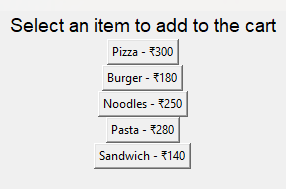 Select an item to add to the cart
Pizza - ₹300
Burger - ₹180
Noodles - ₹250
Pasta - ₹280
Sandwich - ₹140